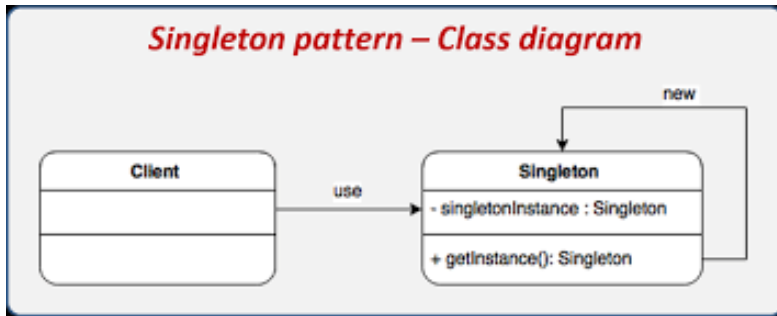 Singleton pattern – Class diagram
new
Client
use
Singleton
- singletonInstance : Singleton
+ getInstance(): Singleton